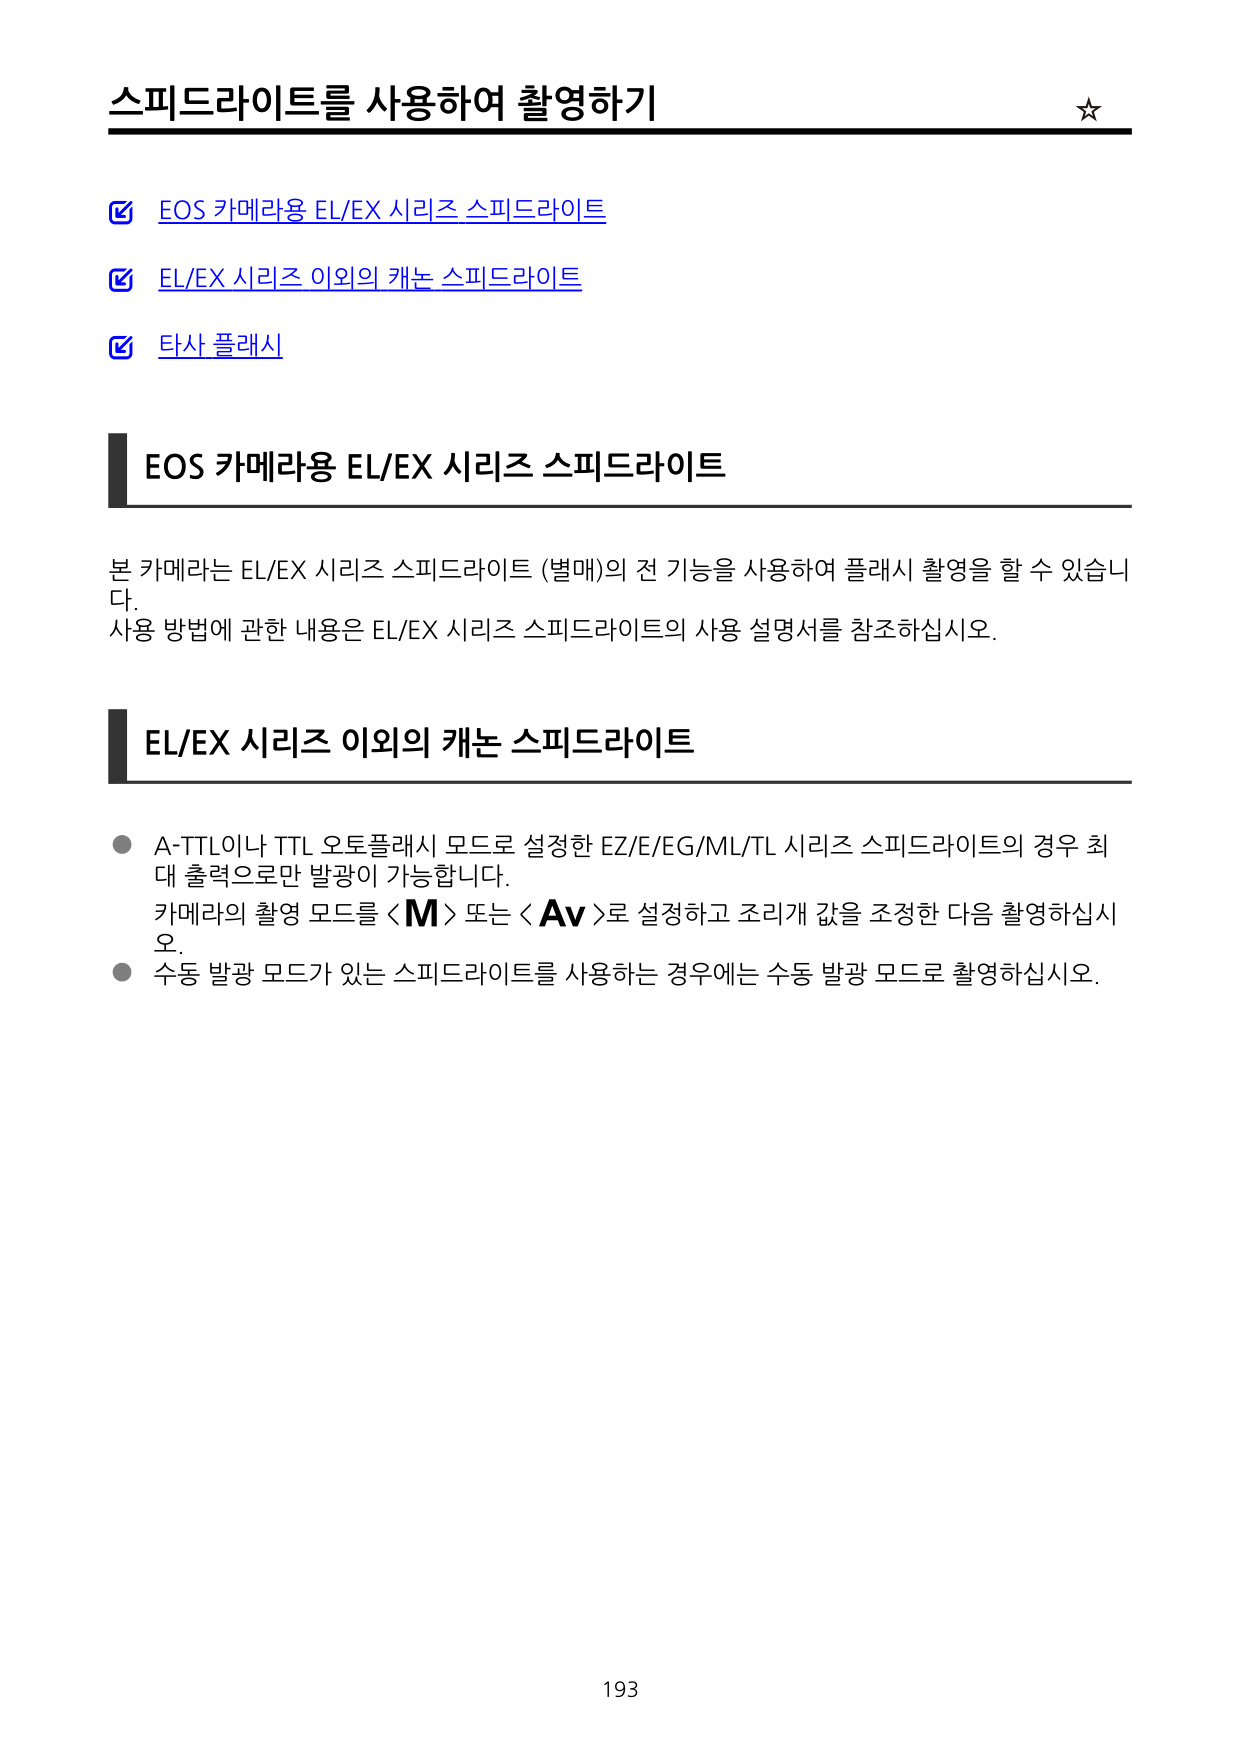 스피드라이트를 사용하여 촬영하기 ☆
EOS 카메라용 EL/EX 시리즈 스피드라이트
EL/EX 시리즈 이외의 캐논 스피드라이트
타사 플래시
EOS 카메라용 EL/EX 시리즈 스피드라이트
본 카메라는 EL/EX 시리즈 스피드라이트 (별매)의 전 기능을 사용하여 플래시 촬영을 할 수 있습니
다.
사용 방법에 관한 내용은 EL/EX 시리즈 스피드라이트의 사용 설명서를 참조하십시오.
EL/EX 시리즈 이외의 캐논 스피드라이트
● A-TTL이나 TTL 오토플래시 모드로 설정한 EZ/E/EG/ML/TL 시리즈 스피드라이트의 경우 최
대 출력으로만 발광이 가능합니다.
카메라의 촬영 모드를 < M > 또는 < Av >로 설정하고 조리개 값을 조정한 다음 촬영하십시
오.
● 수동 발광 모드가 있는 스피드라이트를 사용하는 경우에는 수동 발광 모드로 촬영하십시오.
193